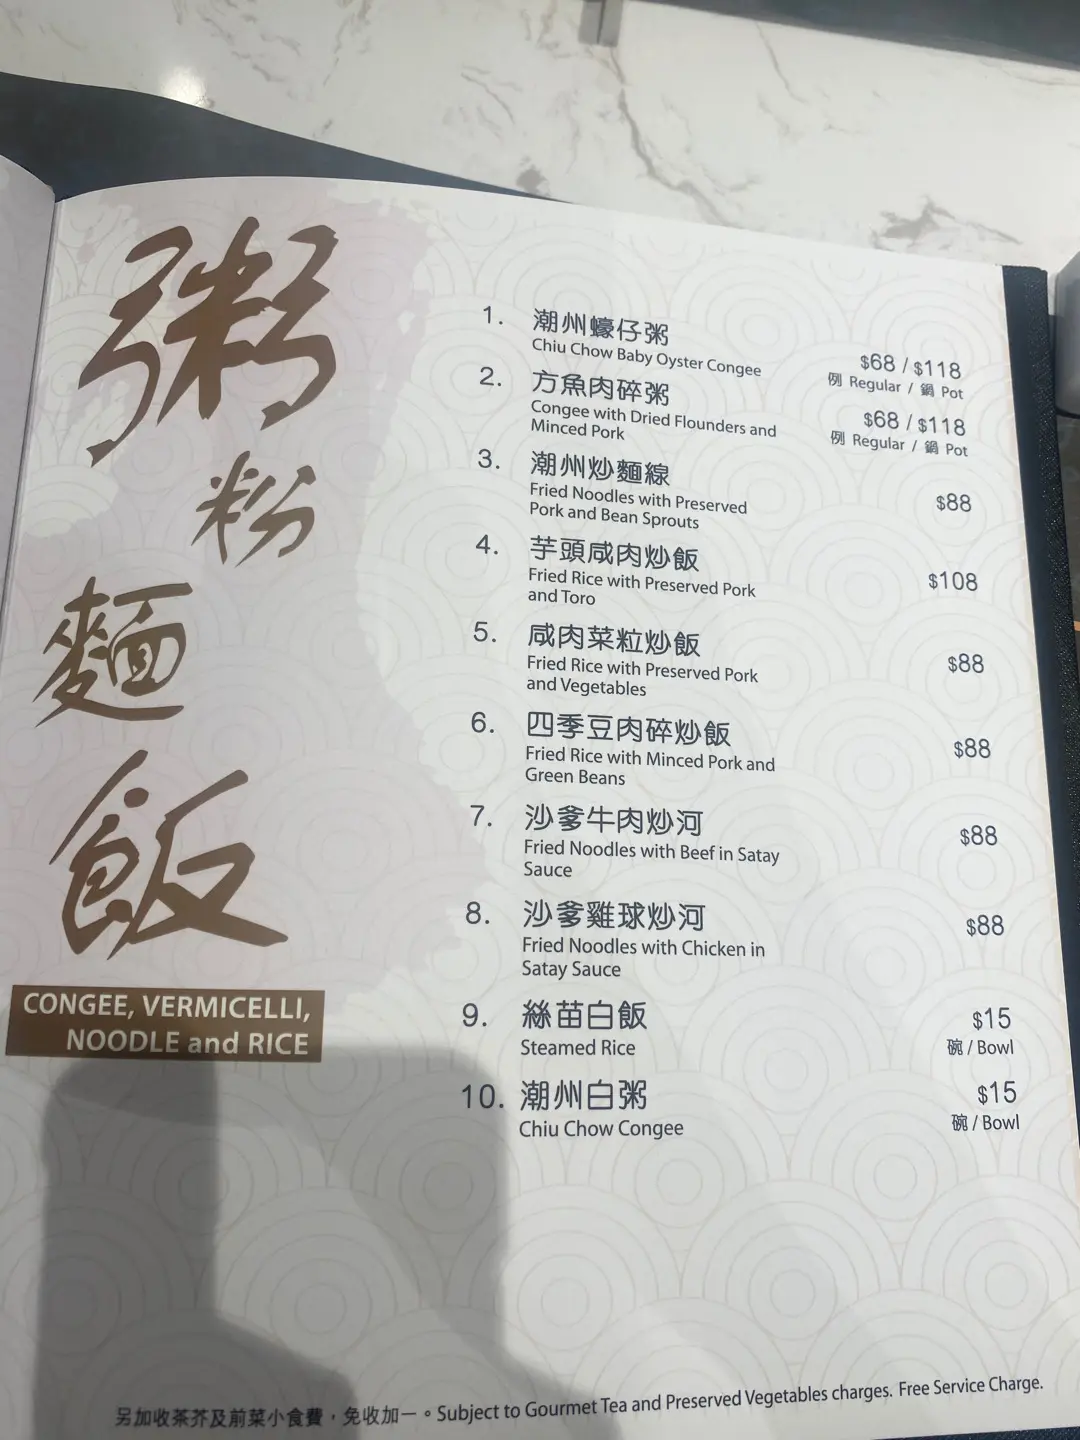 粥
粉
麵
飯
CONGEE, VERMICELLI,
NOODLE and RICE
1. 潮州蠔仔粥
Chiu Chow Baby Oyster Congee
$68 / $118
例 Regular / 鍋 Pot
2. 方魚肉碎粥
Congee with Dried Flounders and
Minced Pork
$68 / $118
例 Regular / 鍋 Pot
3. 潮州炒麵線
Fried Noodles with Preserved
Pork and Bean Sprouts
$88
4. 芋頭咸肉炒飯
Fried Rice with Preserved Pork
and Toro
$108
5. 咸肉菜粒炒飯
Fried Rice with Preserved Pork
and Vegetables
$88
6. 四季豆肉碎炒飯
Fried Rice with Minced Pork and
Green Beans
$88
7. 沙爹牛肉炒河
Fried Noodles with Beef in Satay
Sauce
$88
8. 沙爹雞球炒河
Fried Noodles with Chicken in
Satay Sauce
$88
9. 絲苗白飯
Steamed Rice
$15
碗 / Bowl
10. 潮州白粥
Chiu Chow Congee
$15
碗 / Bowl
另加收茶芥及前菜小食費，免收加一。Subject to Gourmet Tea and Preserved Vegetables charges. Free Service Charge.